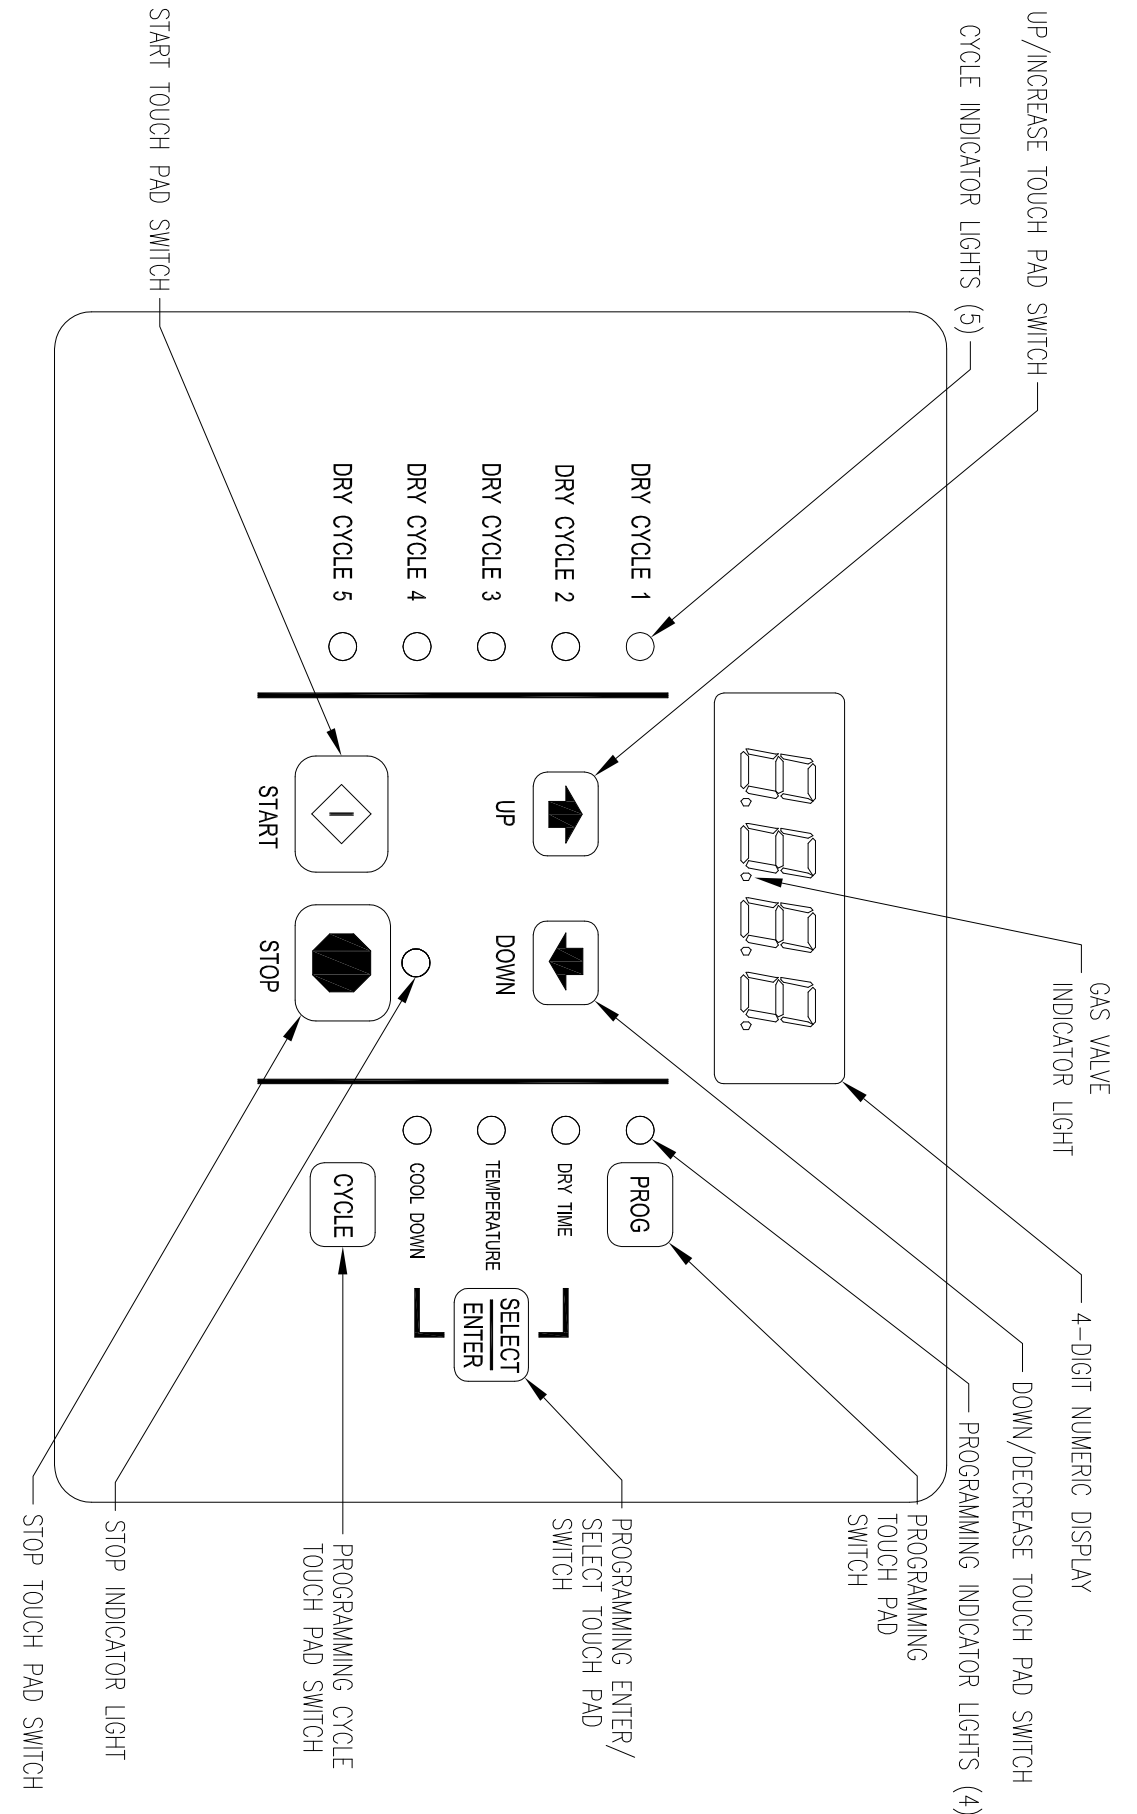 UP/INCREASE TOUCH PAD SWITCH
CYCLE INDICATOR LIGHTS (5)
START TOUCH PAD SWITCH
GAS VALVE
INDICATOR LIGHT
4-DIGIT NUMERIC DISPLAY
DOWN/DECREASE TOUCH PAD SWITCH
PROGRAMMING INDICATOR LIGHTS (4)
PROGRAMMING
TOUCH PAD
SWITCH
PROGRAMMING ENTER/
SELECT TOUCH PAD
SWITCH
PROGRAMMING CYCLE
TOUCH PAD SWITCH
STOP INDICATOR LIGHT
STOP TOUCH PAD SWITCH
DRY CYCLE 1
DRY CYCLE 2
DRY CYCLE 3
DRY CYCLE 4
DRY CYCLE 5
UP
DOWN
START
STOP
PROG
DRY TIME
TEMPERATURE
COOL DOWN
SELECT
ENTER
CYCLE